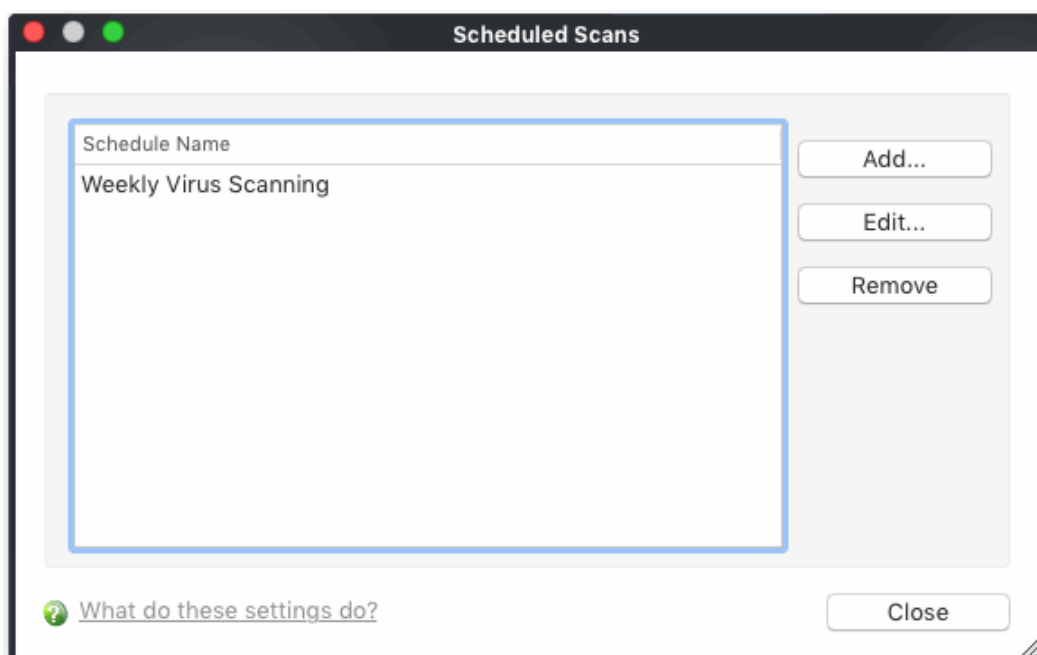 Scheduled Scans
Schedule Name
Weekly Virus Scanning
Add...
Edit...
Remove
What do these settings do?
Close